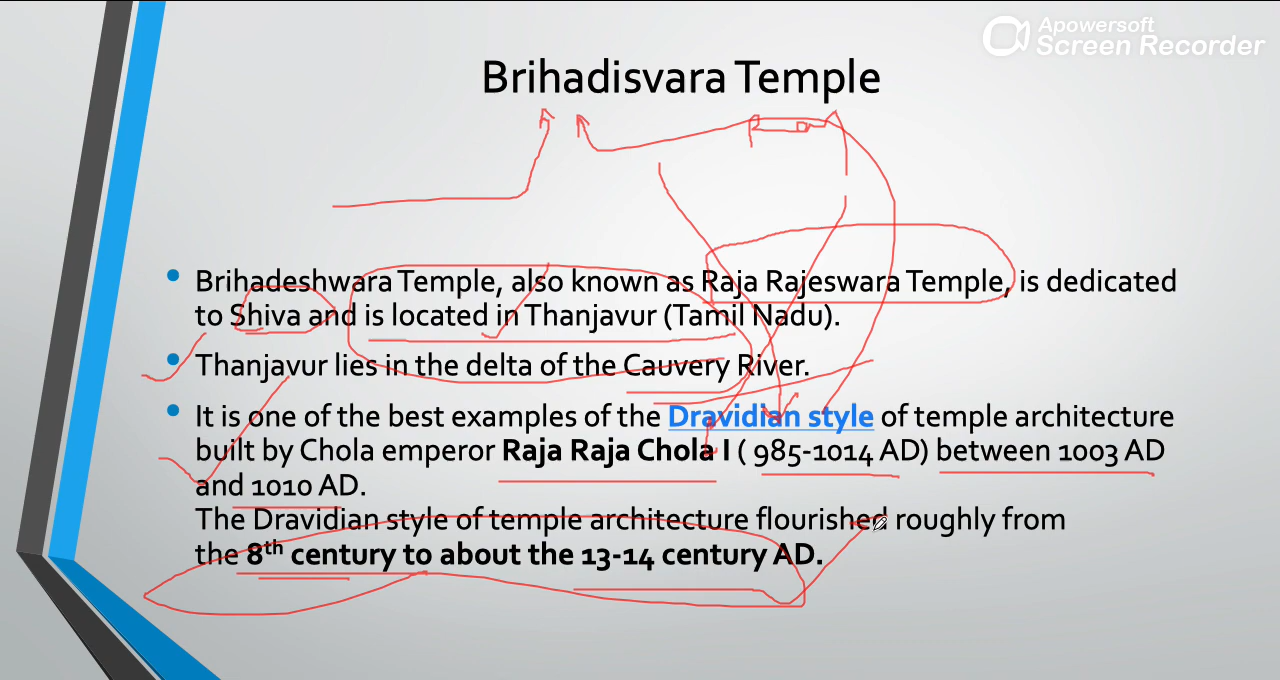 Apowersoft
Screen Recorder
Brihadisvara Temple
Brihadeshwara Temple, also known as Raja Rajeswara Temple, is dedicated
to Shiva and is located in Thanjavur (Tamil Nadu).
Thanjavur lies in the delta of the Cauvery River.
It is one of the best examples of the Dravidian style of temple architecture
built by Chola emperor Raja Raja Chola I ( 985-1014 AD) between 1003 AD
and 1010 AD.
The Dravidian style of temple architecture flourished roughly from
the 8th century to about the 13-14 century AD.